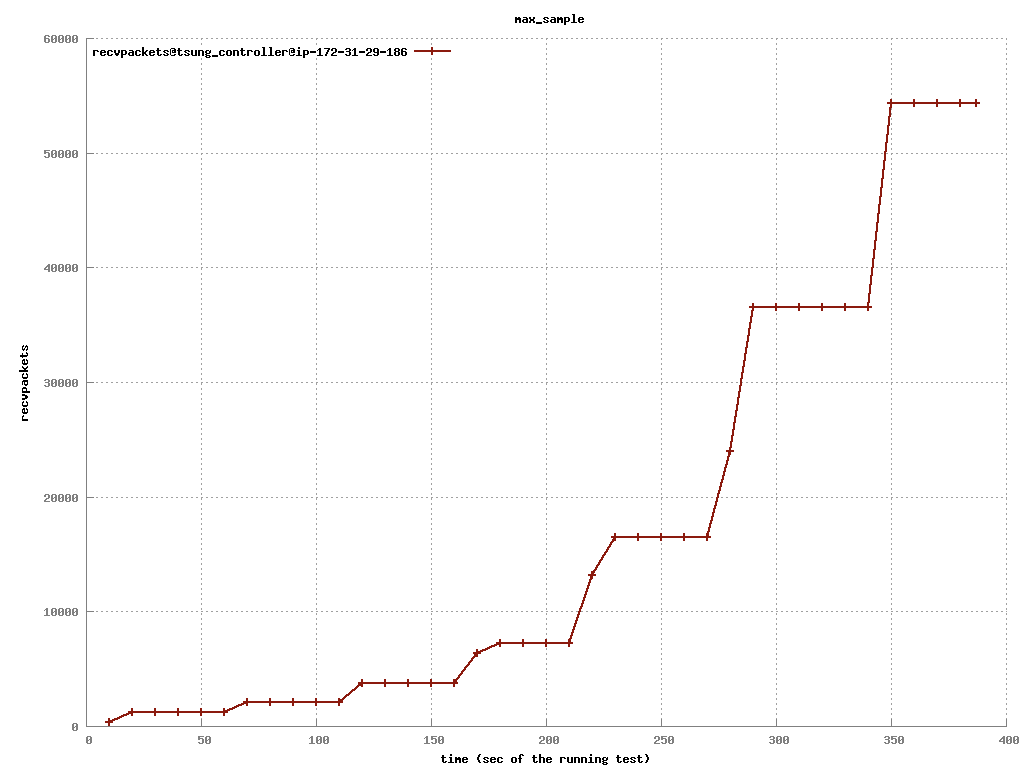 max_sample
recvpackets@tsung_controller@ip-172-31-29-186
60000
50000
40000
30000
20000
10000
0
recvpackets
0 50 100 150 200 250 300 350 400
time (sec of the running test)